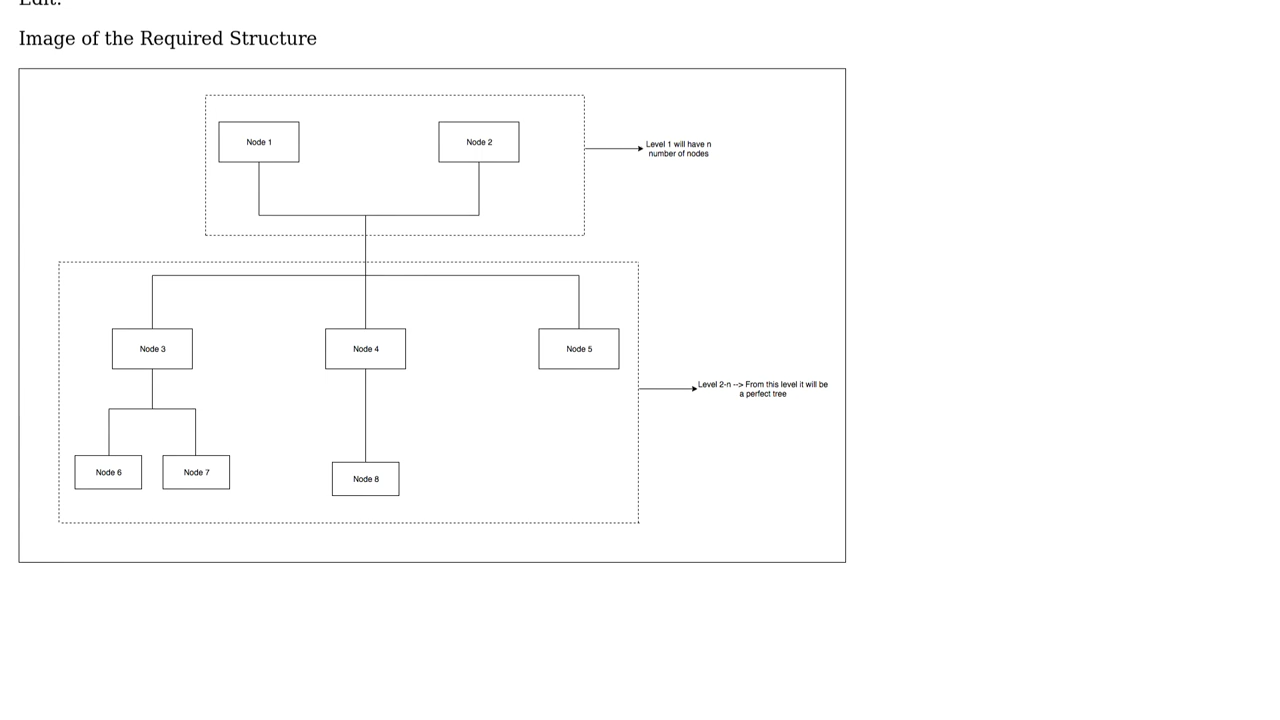 Edit:
Image of the Required Structure
Node 1
Node 2
Level 1 will have n
number of nodes
Node 3
Node 4
Node 5
Level 2-n --> From this level it will be
a perfect tree
Node 6
Node 7
Node 8